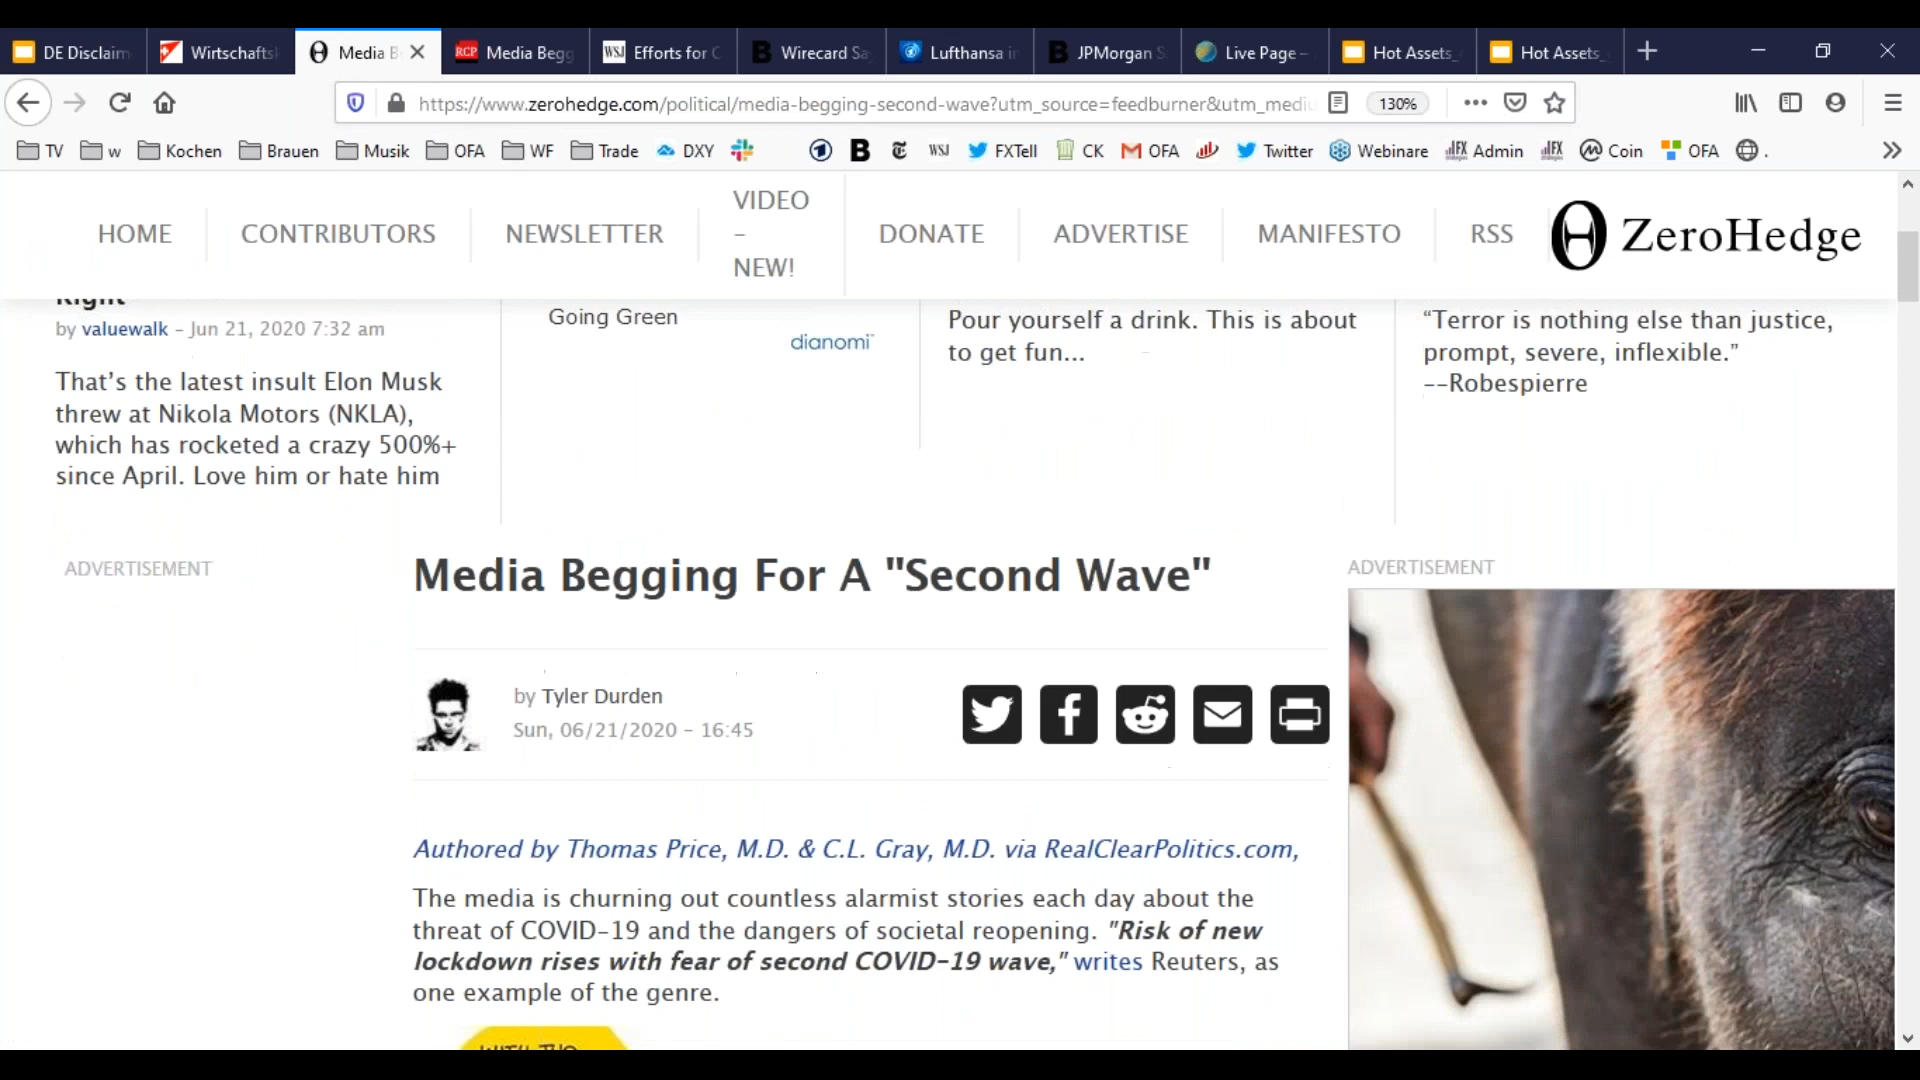 DE Disclaim
Wirtschafts
Media B
Media Begg
Efforts for C
Wirecard Sa
Lufthansa in
JPMorgan S
Live Page –
Hot Assets_
Hot Assets_
https://www.zerohedge.com/political/media-begging-second-wave?utm_source=feedburner&utm_mediu
130%
TV
w
Kochen
Brauen
Musik
OFA
WF
Trade
DXY
WSJ
FXTell
CK
OFA
Twitter
Webinare
Admin
Coin
OFA
.
HOME
CONTRIBUTORS
NEWSLETTER
VIDEO
–
NEW!
DONATE
ADVERTISE
MANIFESTO
RSS
ZeroHedge
Right
by valuewalk – Jun 21, 2020 7:32 am
That’s the latest insult Elon Musk
threw at Nikola Motors (NKLA),
which has rocketed a crazy 500%+
since April. Love him or hate him
Going Green
dianomi
Pour yourself a drink. This is about
to get fun...
“Terror is nothing else than justice,
prompt, severe, inflexible.”
--Robespierre
ADVERTISEMENT
Media Begging For A "Second Wave"
by Tyler Durden
Sun, 06/21/2020 – 16:45
Authored by Thomas Price, M.D. & C.L. Gray, M.D. via RealClearPolitics.com,
The media is churning out countless alarmist stories each day about the
threat of COVID-19 and the dangers of societal reopening. "Risk of new
lockdown rises with fear of second COVID-19 wave," writes Reuters, as
one example of the genre.
ADVERTISEMENT